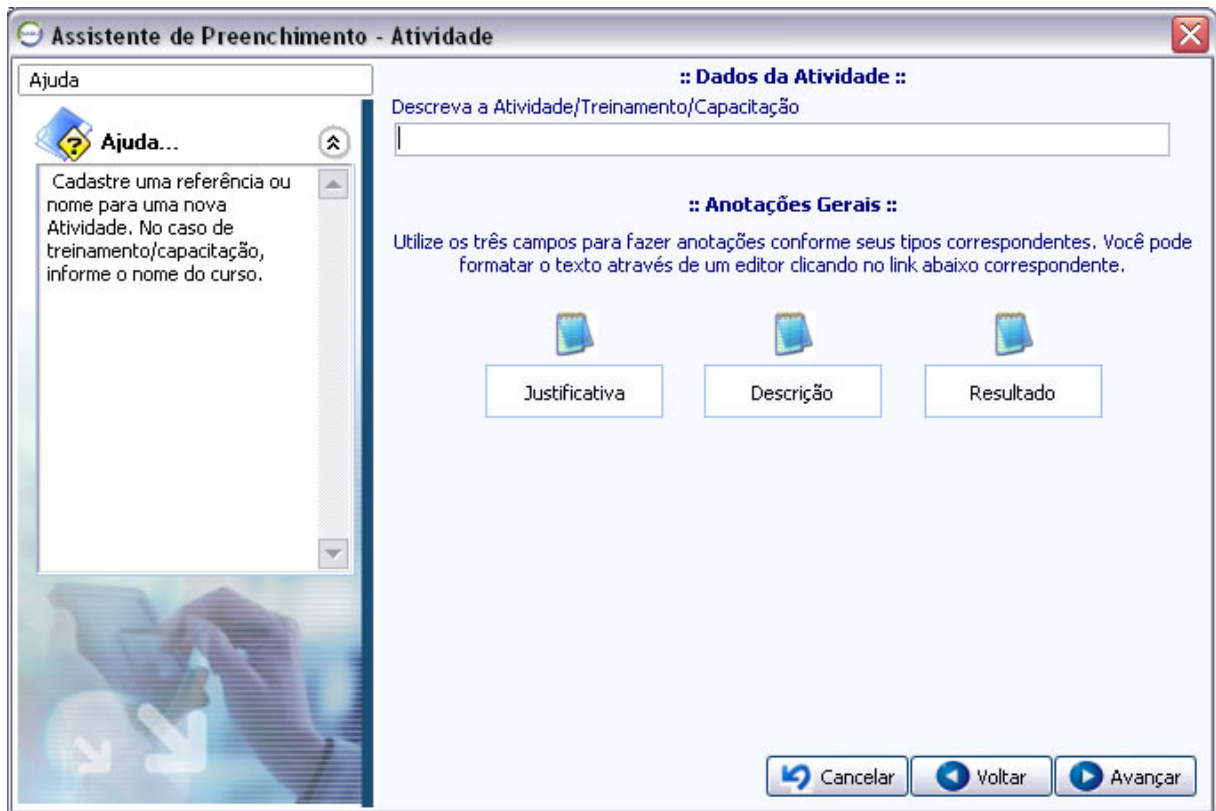 Assistente de Preenchimento - Atividade
Ajuda
Ajuda...
Cadastre uma referência ou
nome para uma nova
Atividade. No caso de
treinamento/capacitação,
informe o nome do curso.
:: Dados da Atividade ::
Descreva a Atividade/Treinamento/Capacitação
:: Anotações Gerais ::
Utilize os três campos para fazer anotações conforme seus tipos correspondentes. Você pode
formatar o texto através de um editor clicando no link abaixo correspondente.
Justificativa
Descrição
Resultado
Cancelar
Voltar
Avançar